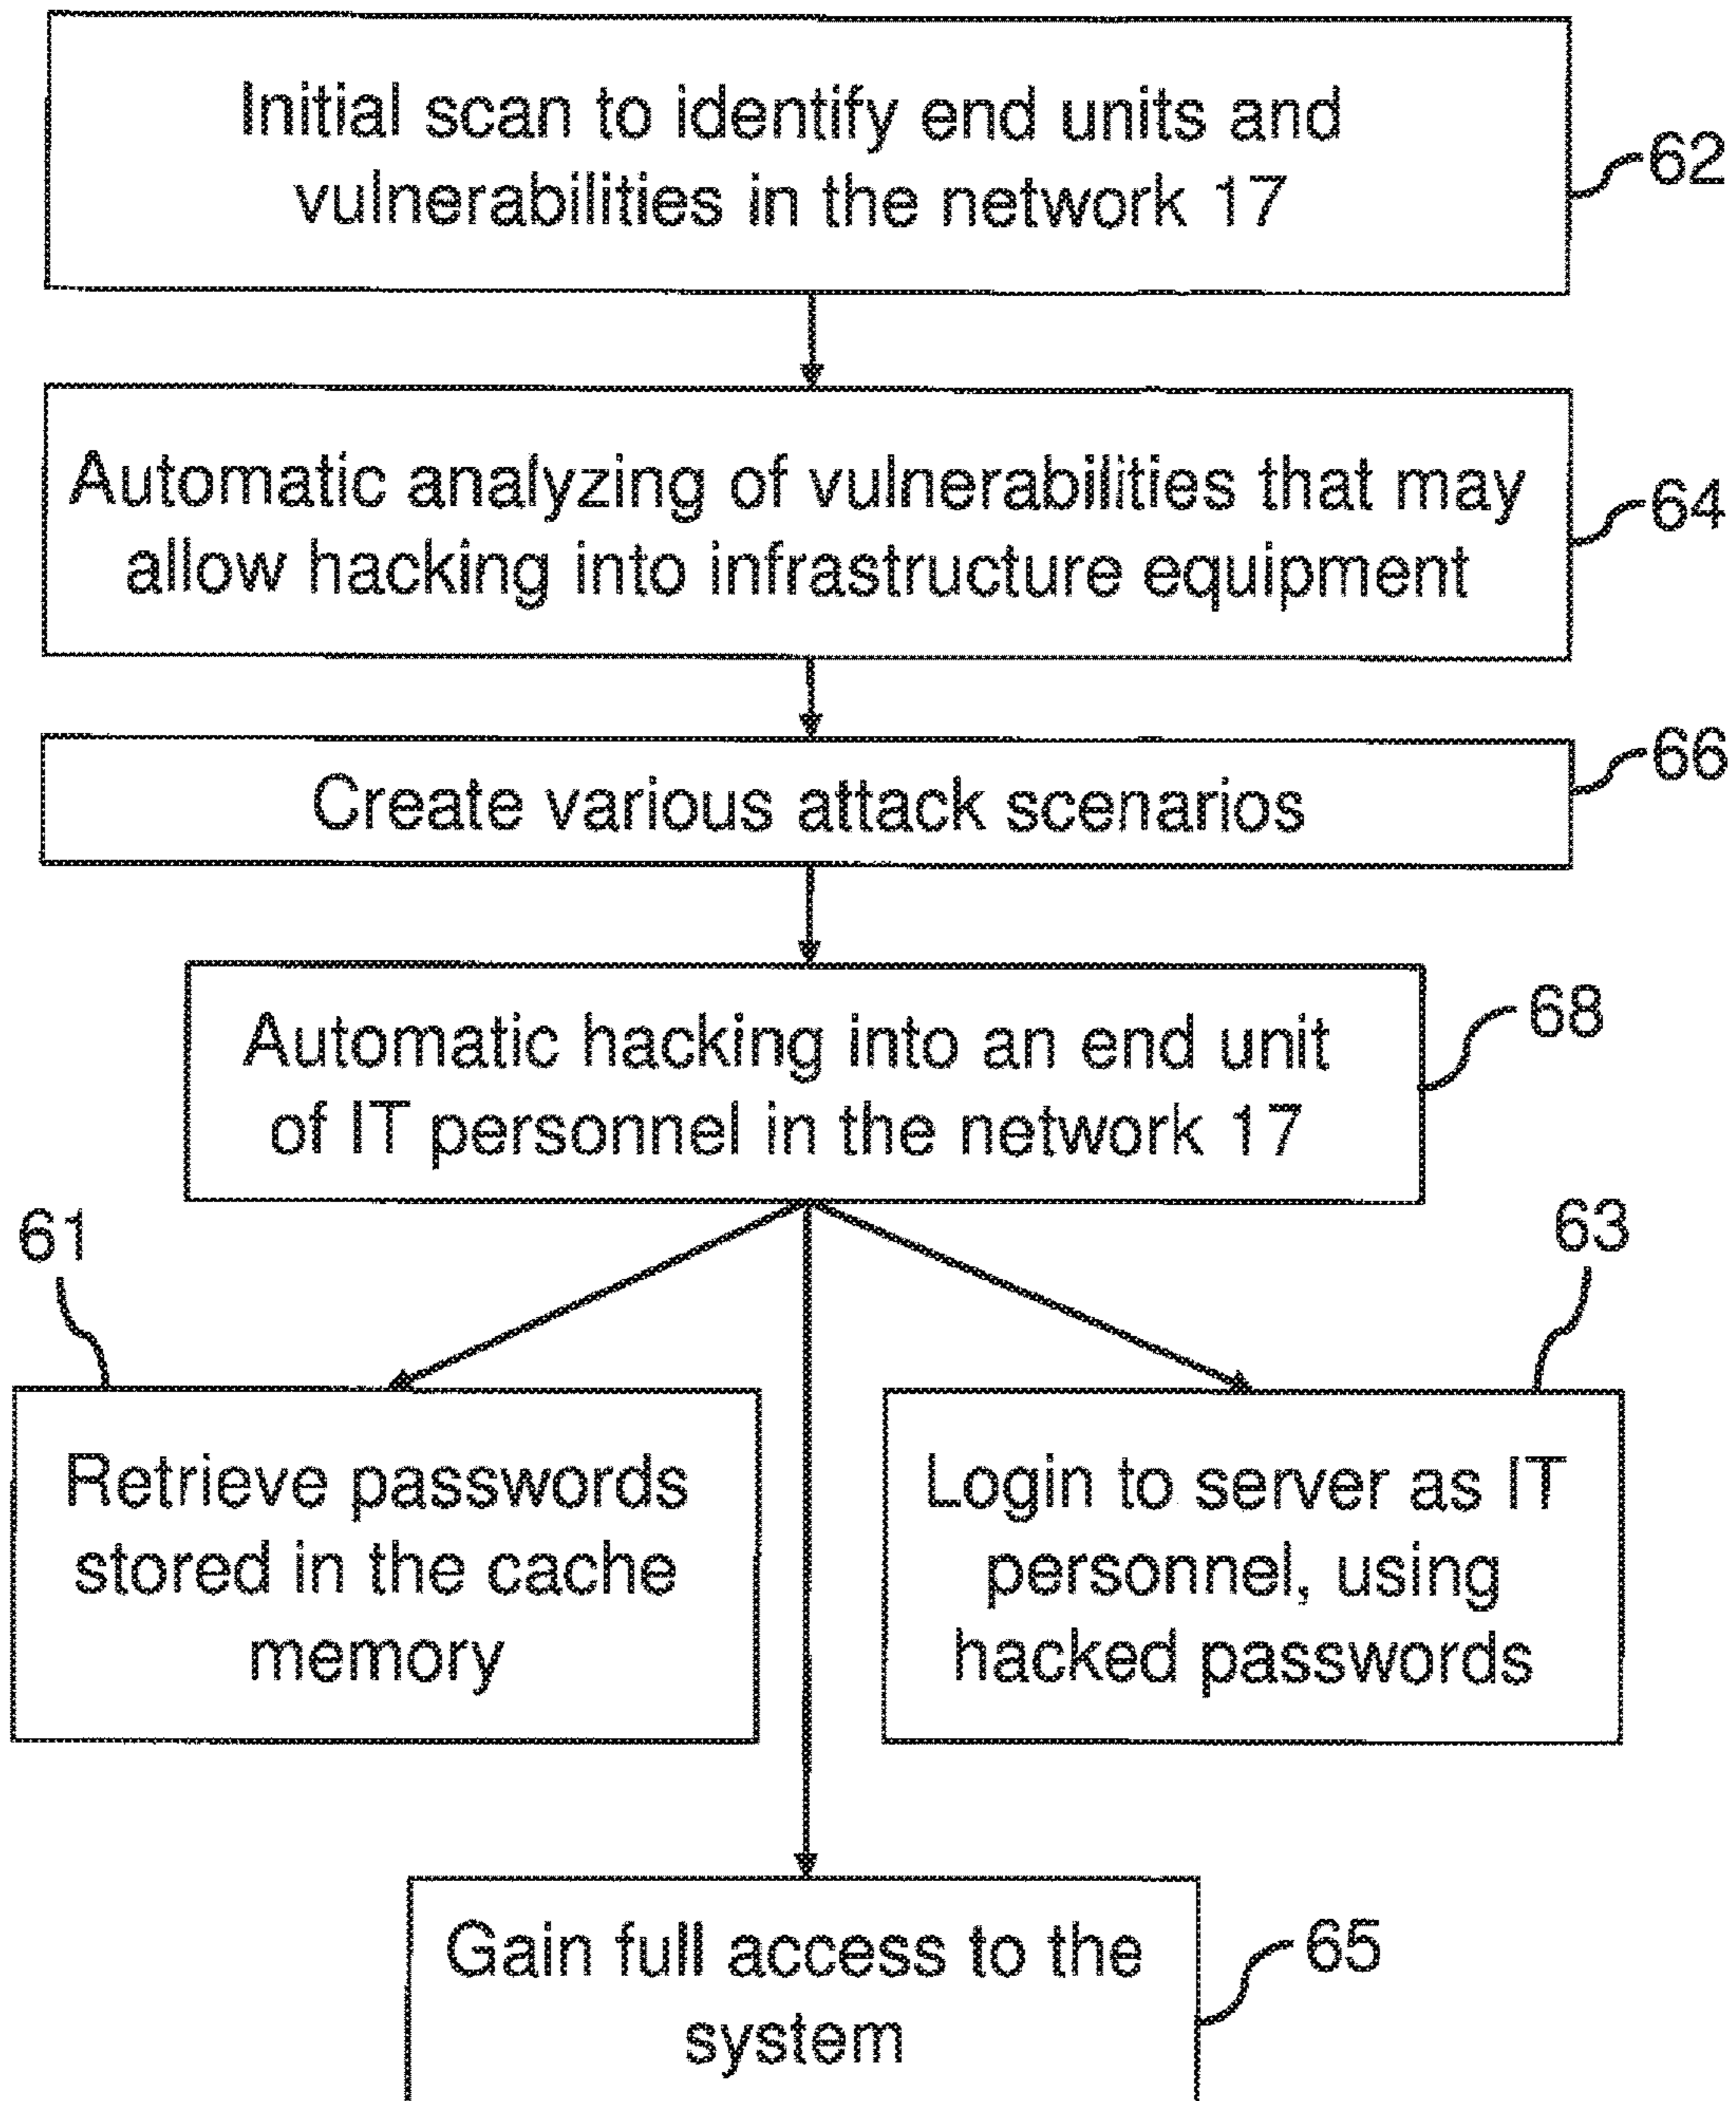 Initial scan to identify end units and
vulnerabilities in the network 17
62
Automatic analyzing of vulnerabilities that may
allow hacking into infrastructure equipment
64
Create various attack scenarios
66
Automatic hacking into an end unit
of IT personnel in the network 17
68
61
Retrieve passwords
stored in the cache
memory
63
Login to server as IT
personnel, using
hacked passwords
Gain full access to the
system
65